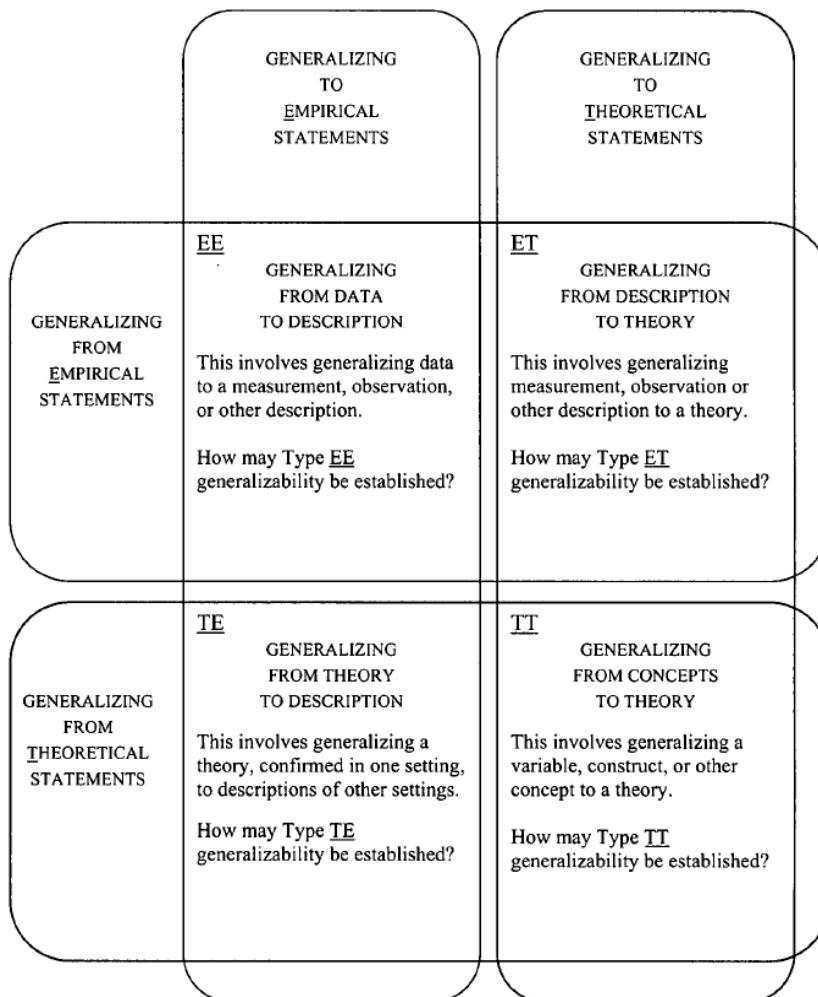 GENERALIZING
TO
EMPIRICAL
STATEMENTS
GENERALIZING
TO
THEORETICAL
STATEMENTS
GENERALIZING
FROM
EMPIRICAL
STATEMENTS
EE
GENERALIZING
FROM DATA
TO DESCRIPTION
This involves generalizing data
to a measurement, observation,
or other description.
How may Type EE
generalizability be established?
ET
GENERALIZING
FROM DESCRIPTION
TO THEORY
This involves generalizing
measurement, observation or
other description to a theory.
How may Type ET
generalizability be established?
GENERALIZING
FROM
THEORETICAL
STATEMENTS
TE
GENERALIZING
FROM THEORY
TO DESCRIPTION
This involves generalizing a
theory, confirmed in one setting,
to descriptions of other settings.
How may Type TE
generalizability be established?
TT
GENERALIZING
FROM CONCEPTS
TO THEORY
This involves generalizing a
variable, construct, or other
concept to a theory.
How may Type TT
generalizability be established?